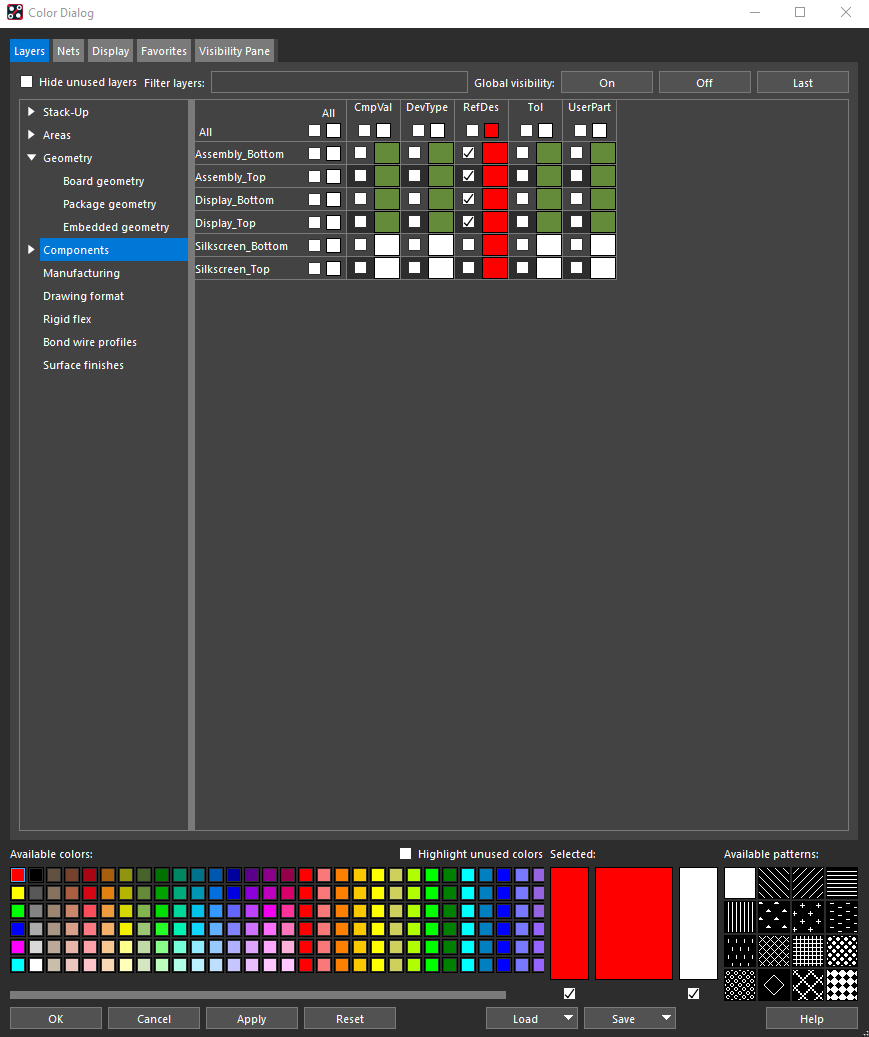 Color Dialog
Layers Nets Display Favorites Visibility Pane
Hide unused layers Filter layers: Global visibility: On Off Last
Stack-Up
Areas
Geometry
Board geometry
Package geometry
Embedded geometry
Components
Manufacturing
Drawing format
Rigid flex
Bond wire profiles
Surface finishes
All CmpVal DevType RefDes Tol UserPart
All
Assembly_Bottom
Assembly_Top
Display_Bottom
Display_Top
Silkscreen_Bottom
Silkscreen_Top
Available colors: Highlight unused colors Selected: Available patterns:
OK Cancel Apply Reset Load Save Help